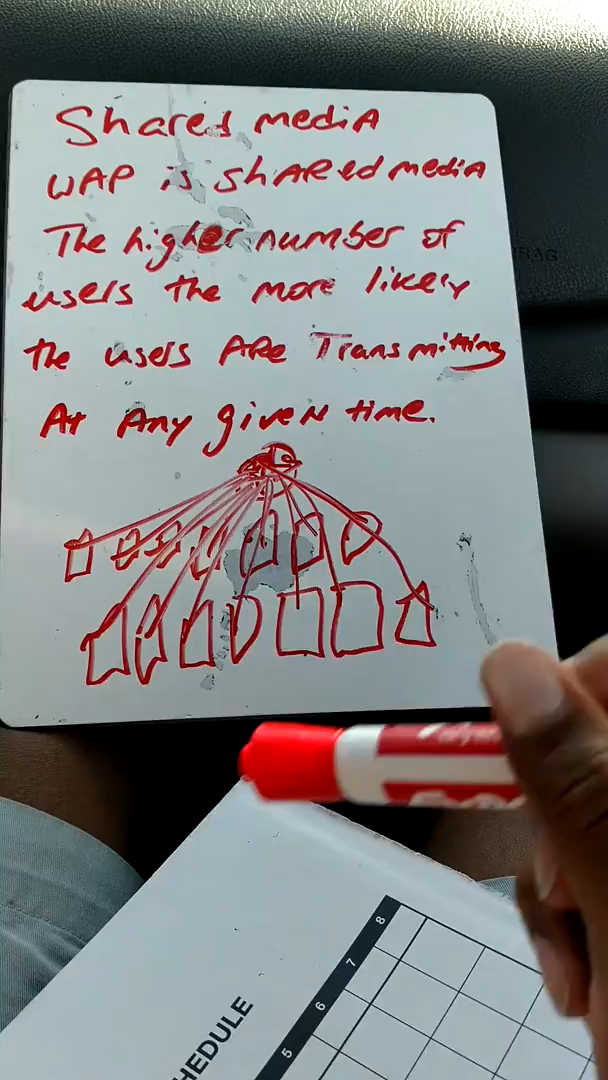 Shared mediA
WAP is shARed mediA
The higher number of
users the more likely
the users ARe Transmitting
At Any giveN time.
8
7
6
5
HEDULE